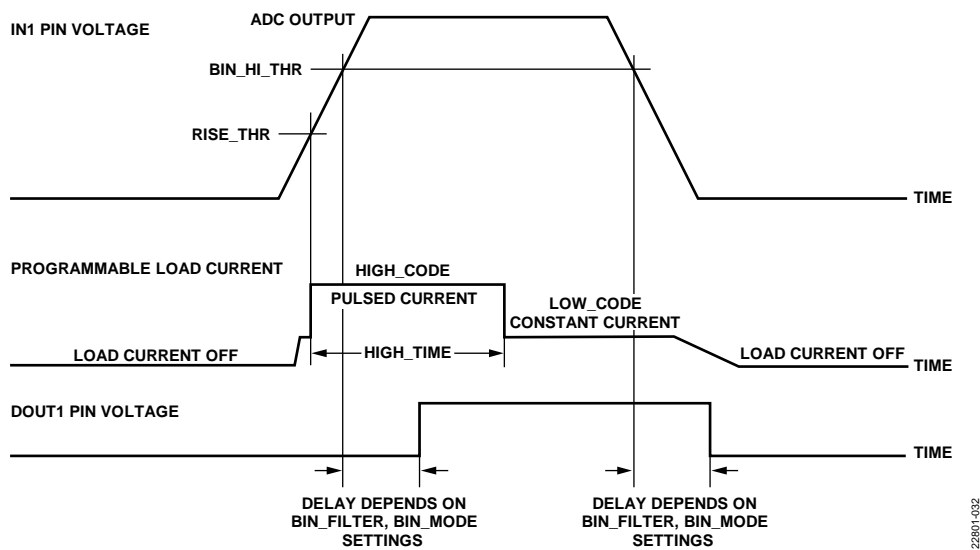 IN1 PIN VOLTAGE
ADC OUTPUT
BIN_HI_THR
RISE_THR
TIME
PROGRAMMABLE LOAD CURRENT
HIGH_CODE
PULSED CURRENT
LOW_CODE
CONSTANT CURRENT
LOAD CURRENT OFF
HIGH_TIME
LOAD CURRENT OFF
TIME
DOUT1 PIN VOLTAGE
TIME
DELAY DEPENDS ON
BIN_FILTER, BIN_MODE
SETTINGS
DELAY DEPENDS ON
BIN_FILTER, BIN_MODE
SETTINGS
22801-032